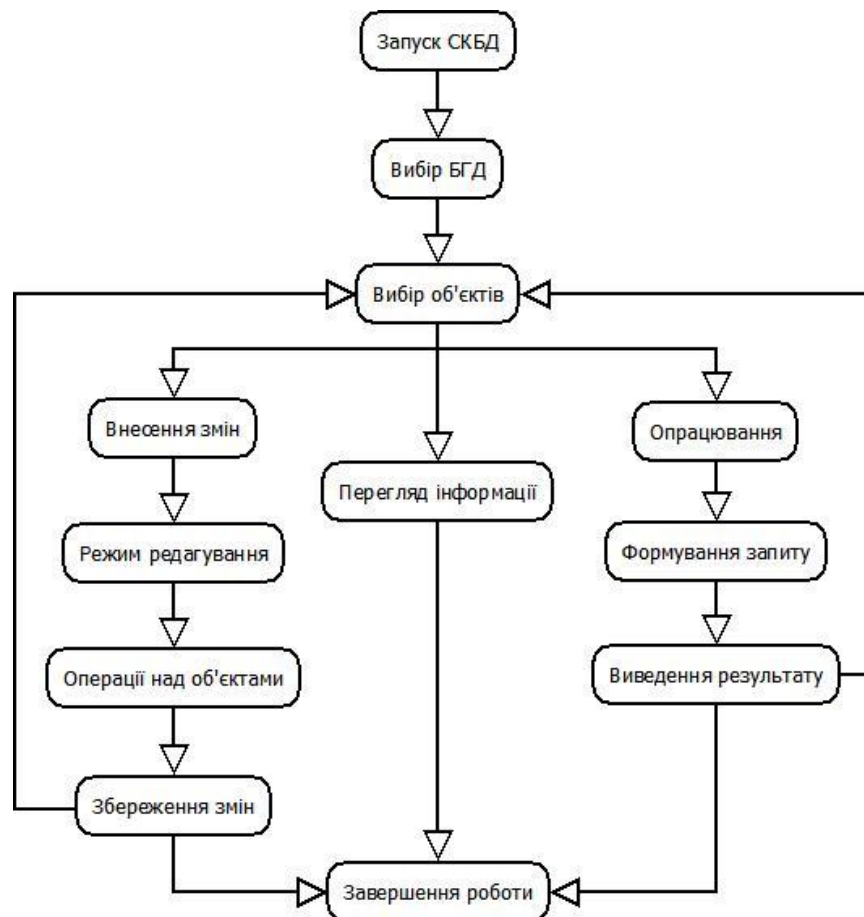 Запуск СКБД
Вибір БГД
Вибір об'єктів
Внесення змін
Опрацювання
Перегляд інформації
Режим редагування
Формування запиту
Операції над об'єктами
Виведення результату
Збереження змін
Завершення роботи